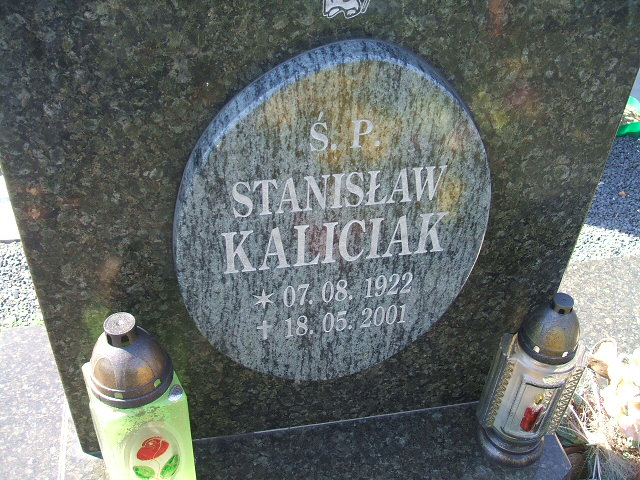 Ś. P.
STANISŁAW
KALICIAK
* 07. 08. 1922
† 18. 05. 2001